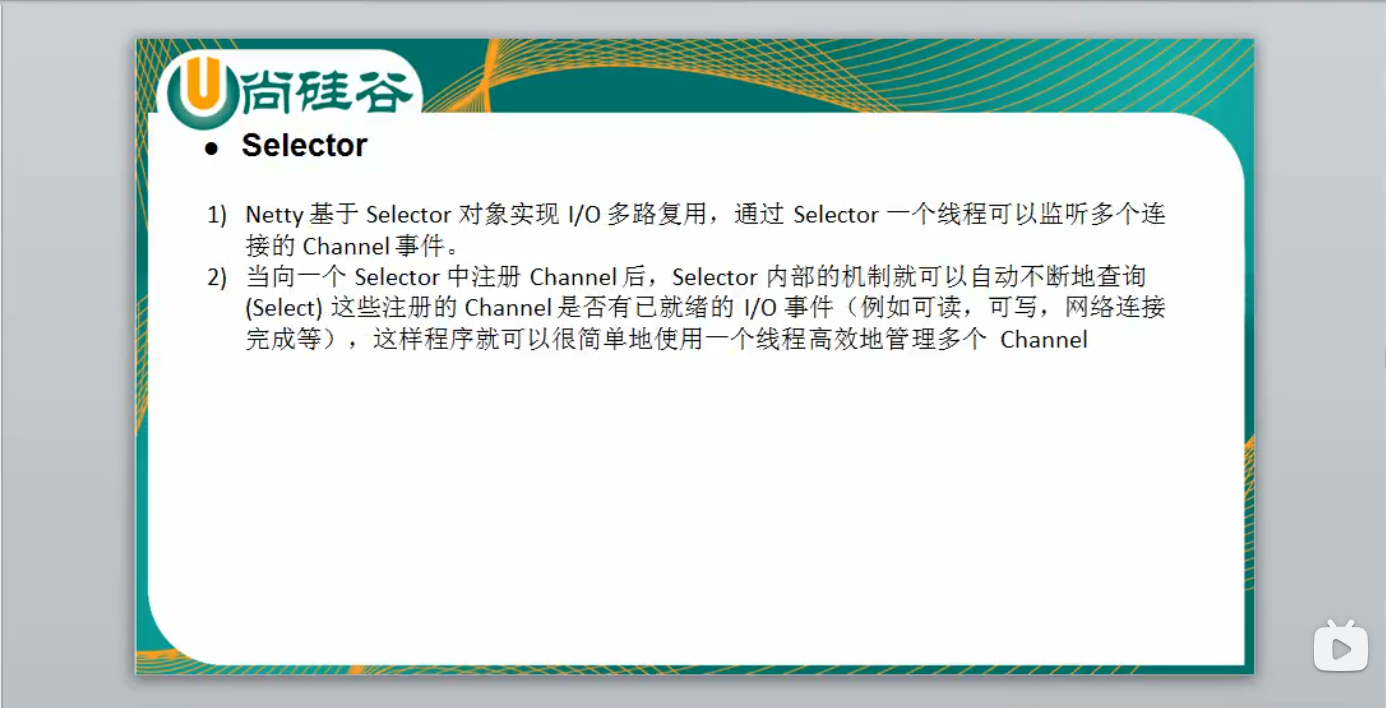 尚硅谷
● Selector
1) Netty 基于 Selector 对象实现 I/O 多路复用，通过 Selector 一个线程可以监听多个连
接的 Channel 事件。
2) 当向一个 Selector 中注册 Channel 后，Selector 内部的机制就可以自动不断地查询
(Select) 这些注册的 Channel 是否有已就绪的 I/O 事件（例如可读，可写，网络连接
完成等），这样程序就可以很简单地使用一个线程高效地管理多个 Channel